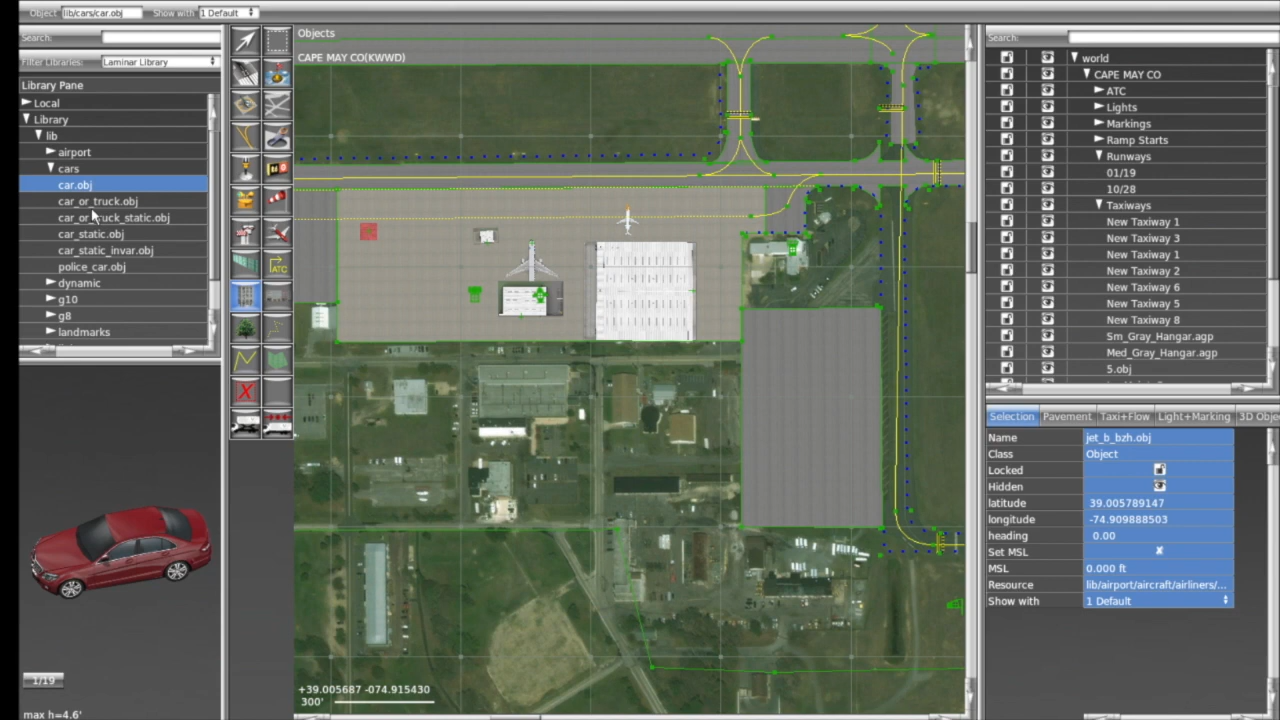 Object lib/cars/car.obj Show with 1 Default
Search:
Filter Libraries: Laminar Library
Library Pane
Local
Library
lib
airport
cars
car.obj
car_or_truck.obj
car_or_truck_static.obj
car_static.obj
car_static_invar.obj
police_car.obj
dynamic
g10
g8
landmarks
1/19
max h=4.6'
ATC
Objects
CAPE MAY CO(KWWD)
+39.005687 -074.915430
300'
Search:
world
CAPE MAY CO
ATC
Lights
Markings
Ramp Starts
Runways
01/19
10/28
Taxiways
New Taxiway 1
New Taxiway 3
New Taxiway 1
New Taxiway 2
New Taxiway 6
New Taxiway 5
New Taxiway 8
Sm_Gray_Hangar.agp
Med_Gray_Hangar.agp
5.obj
Selection Pavement Taxi+Flow Light+Marking 3D Obje
Name jet_b_bzh.obj
Class Object
Locked
Hidden
latitude 39.005789147
longitude -74.909888503
heading 0.00
Set MSL
MSL 0.000 ft
Resource lib/airport/aircraft/airliners/...
Show with 1 Default